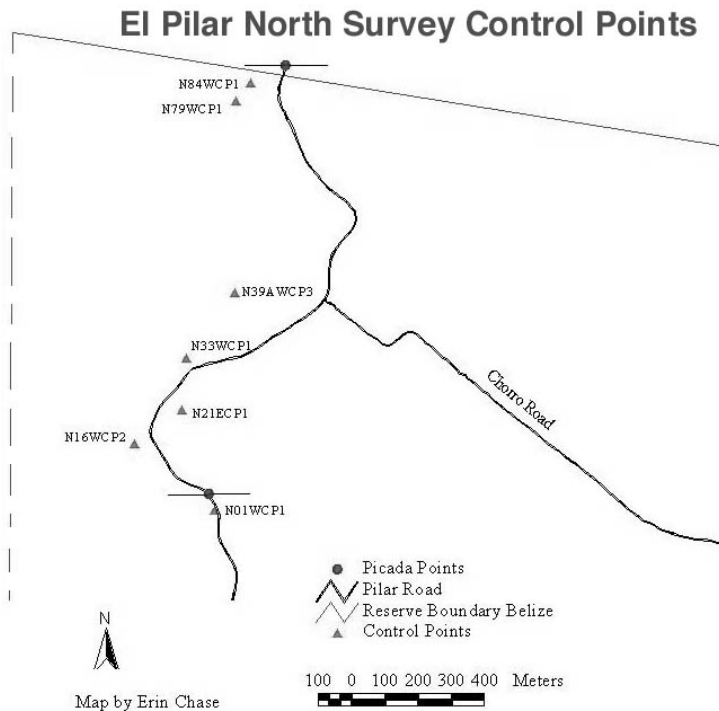 El Pilar North Survey Control Points
N84WCP1
N79WCP1
N39AWCP3
N33WCP1
Chorro Road
N21ECP1
N16WCP2
N01WCP1
Picada Points
Pilar Road
Reserve Boundary Belize
Control Points
N
100 0 100 200 300 400 Meters
Map by Erin Chase